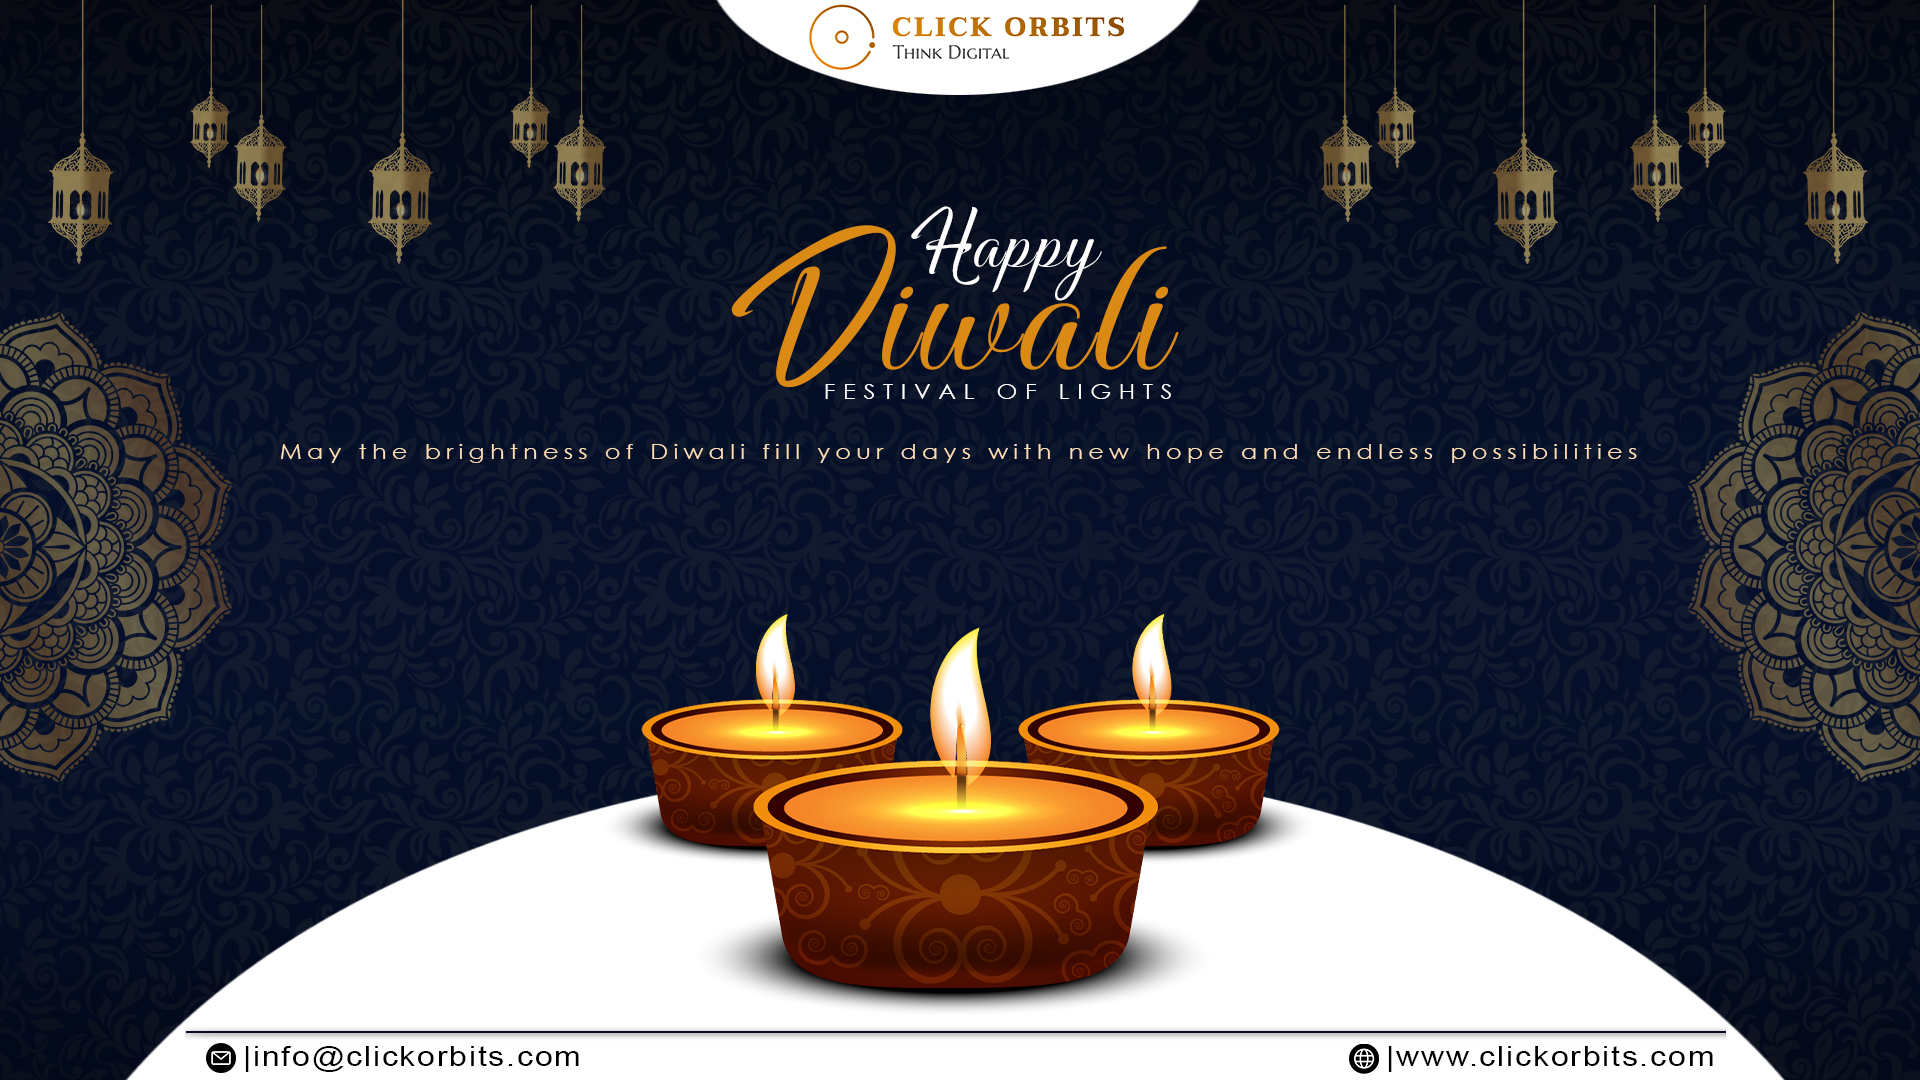 CLICK ORBITS
THINK DIGITAL
Happy
Diwali
FESTIVAL OF LIGHTS
May the brightness of Diwali fill your days with new hope and endless possibilities
|info@clickorbits.com
|www.clickorbits.com